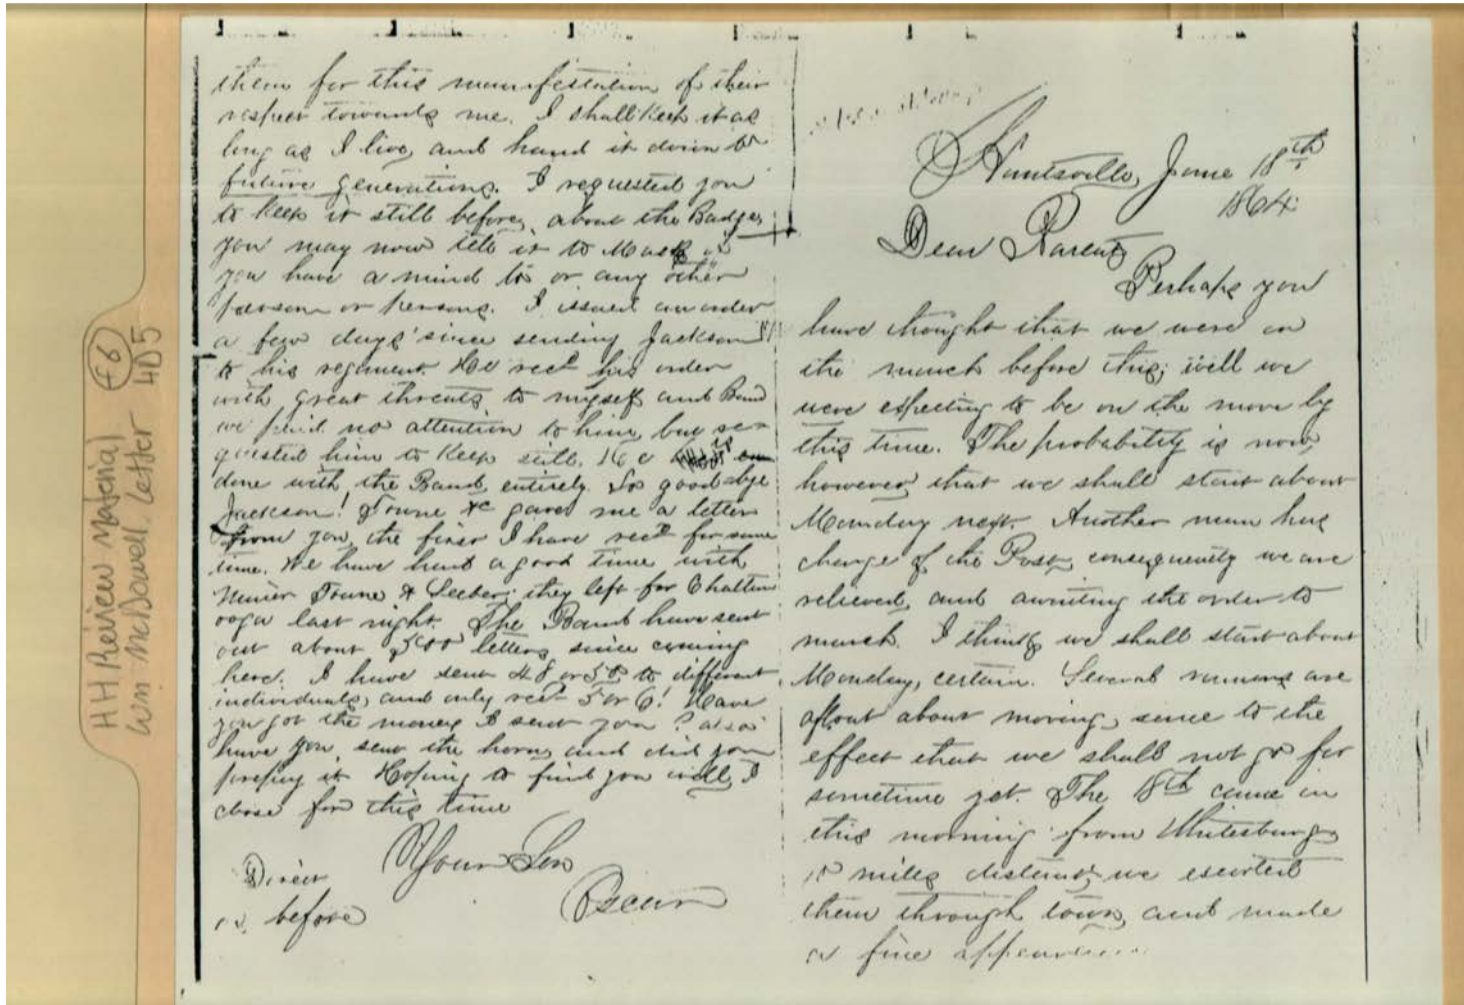 HH Review Material F6
Wm McDowell Letter 4D5
them for this manifestation of their
respect towards me. I shall keep it as
long as I live, and hand it down to
future generations. I requested you
to keep it still before, about the Badge,
you may now tell it to
you have a mind to or any other
person or persons. I issued an order
a few days since sending Jackson
to his regiment. He recd his order
with great threats to myself and Band
we paid no attention to him, but re-
quested him to keep still. He is
done with the Band entirely. So good-bye
Jackson! Towne &c gave me a letter
from you, the first I have recd for some
time. We have had a good time with
Minier Towne & Seeber; they left for Chattan
ooga last night. The Band have sent
out about 500 letters since coming
here. I have sent 48 or 50 to different
individuals, and only rect 5 or 6! Have
you got the money I sent you? also
have you sent the horn, and did you
prepay it. Hoping to find you well, I
close for this time
Your Son
Oscar
Direct
as before
Huntsville, June 18th
1864.
Dear Parents
Perhaps you
have thought that we were on
the march before this; well we
were expecting to be on the move by
this time. The probability is now,
however, that we shall start about
Monday next. Another man has
charge of the Post, consequently we are
relieved, and awaiting the order to
march. I think we shall start about
Monday, certain. Several rumors are
afloat about moving, some to the
effect that we shall not go for
sometime yet. The 18th came in
this morning from Whitesburg
10 miles distant; we escorted
them through town, and made
a fine appearance